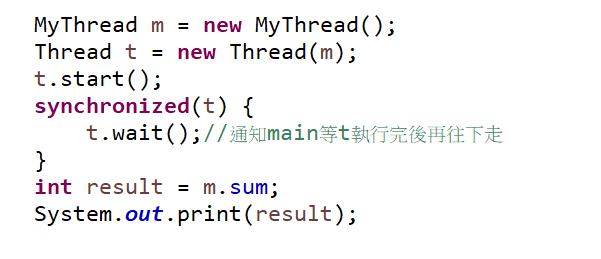 MyThread m = new MyThread();
Thread t = new Thread(m);
t.start();
synchronized(t) {
    t.wait();//通知main等t執行完後再往下走
}
int result = m.sum;
System.out.print(result);